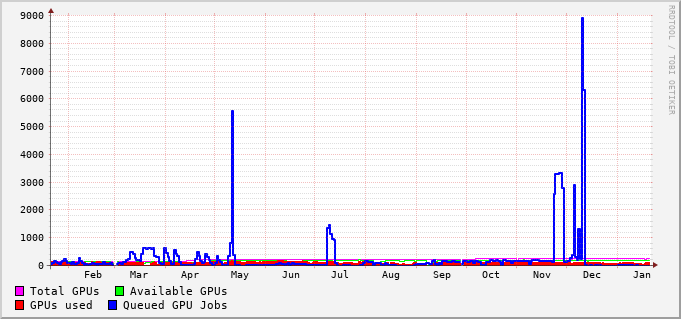 9000
8000
7000
6000
5000
4000
3000
2000
1000
0
Feb Mar Apr May Jun Jul Aug Sep Oct Nov Dec Jan
Total GPUs Available GPUs
GPUs used Queued GPU Jobs
RRDTOOL / TOBI OETIKER